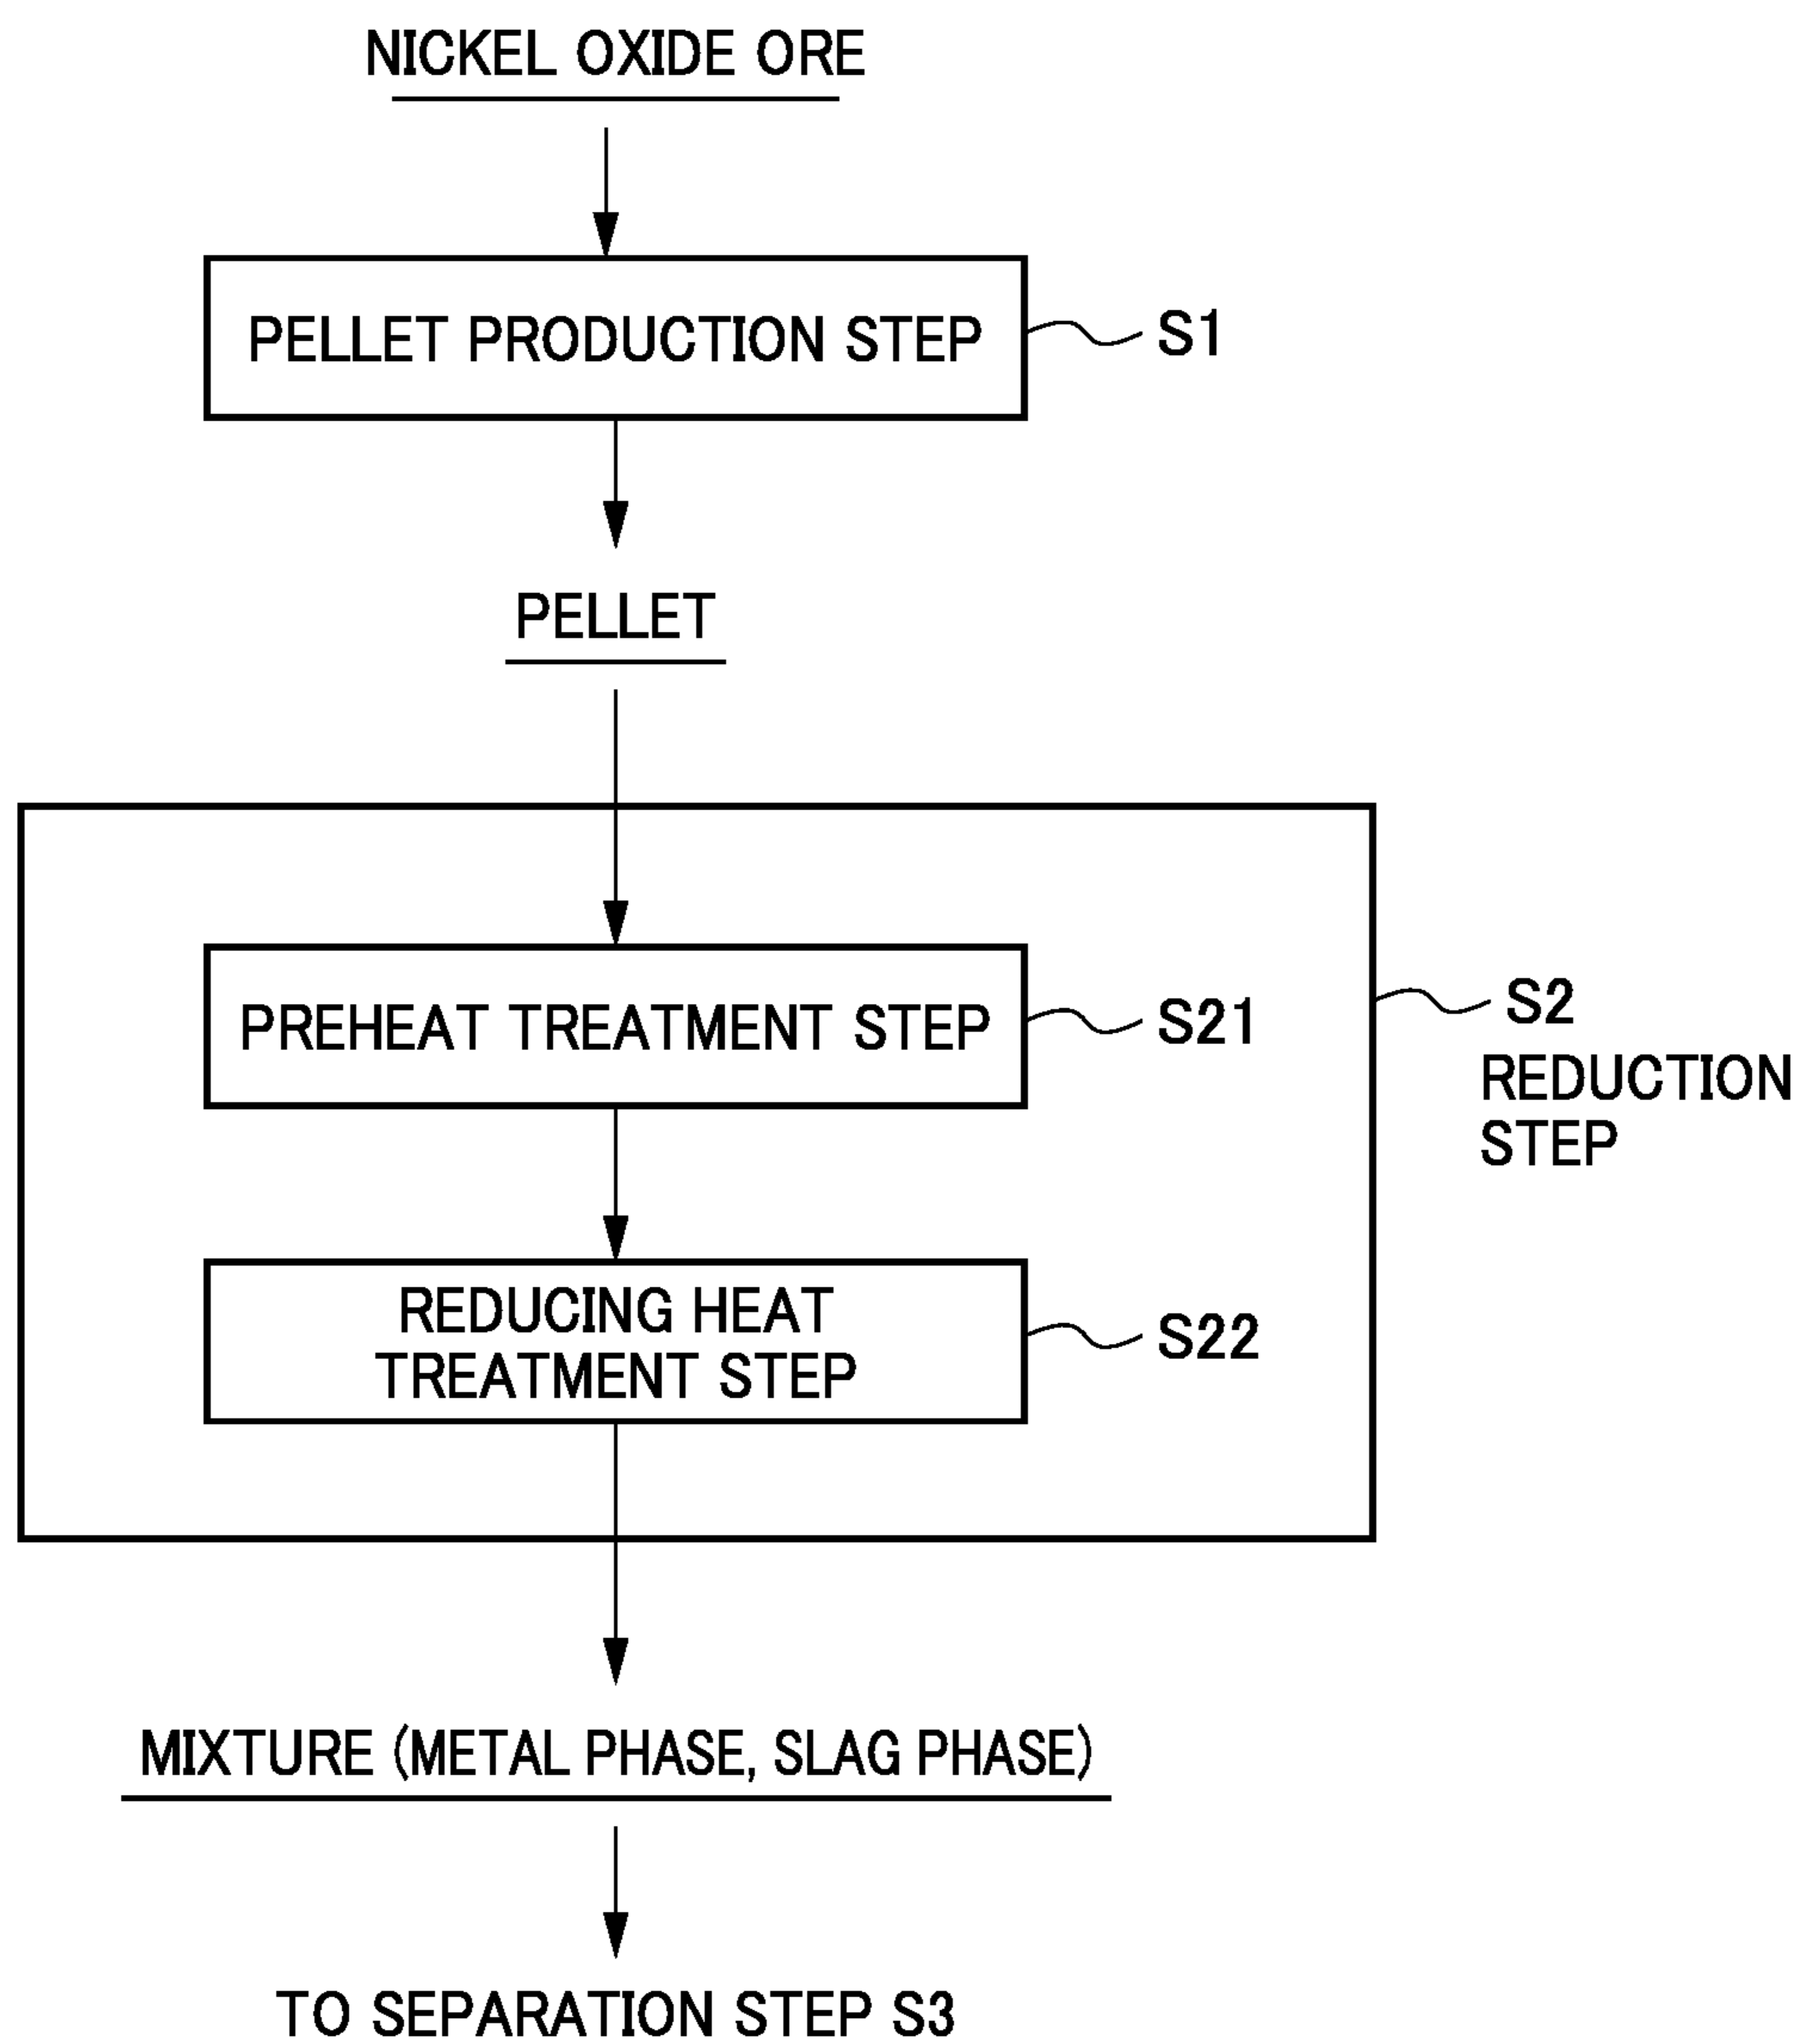 NICKEL OXIDE ORE
PELLET PRODUCTION STEP
S1
PELLET
PREHEAT TREATMENT STEP
S21
S2
REDUCTION
STEP
REDUCING HEAT
TREATMENT STEP
S22
MIXTURE (METAL PHASE, SLAG PHASE)
TO SEPARATION STEP S3